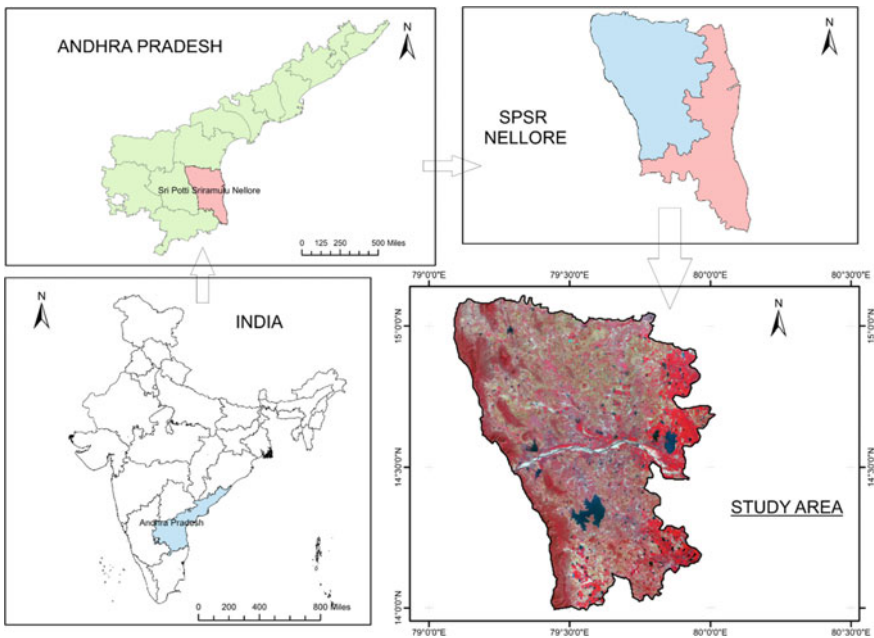 ANDHRA PRADESH
N
Sri Potti Sriramulu Nellore
0 125 250 500 Miles
N
SPSR
NELLORE
N
INDIA
Andhra Pradesh
0 200 400 800 Miles
79°0'0"E 79°30'0"E 80°0'0"E 80°30'0"E
N
15°0'0"N
14°30'0"N 14°30'0"N
STUDY AREA
14°0'0"N 14°0'0"N
79°0'0"E 79°30'0"E 80°0'0"E 80°30'0"E
15°0'0"N